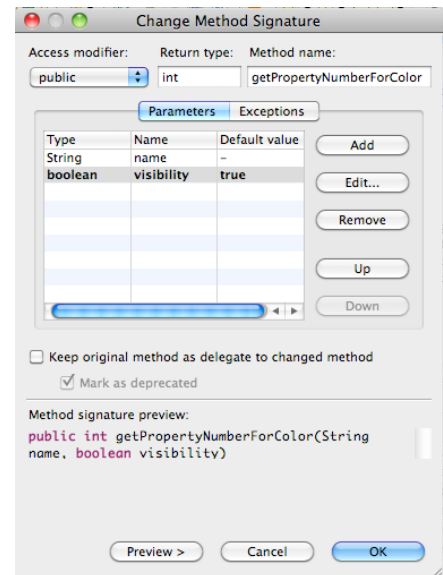 Change Method Signature
Access modifier: Return type: Method name:
public int getPropertyNumberForColor
Parameters Exceptions
Type Name Default value
String name –
boolean visibility true
Add
Edit...
Remove
Up
Down
Keep original method as delegate to changed method
Mark as deprecated
Method signature preview:
public int getPropertyNumberForColor(String
name, boolean visibility)
Preview > Cancel OK